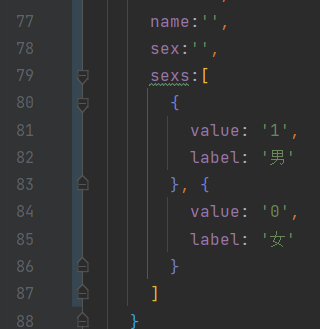 77 name:'',
78 sex:'',
79 sexs:[
80 {
81 value: '1',
82 label: '男'
83 }, {
84 value: '0',
85 label: '女'
86 }
87 ]
88 }